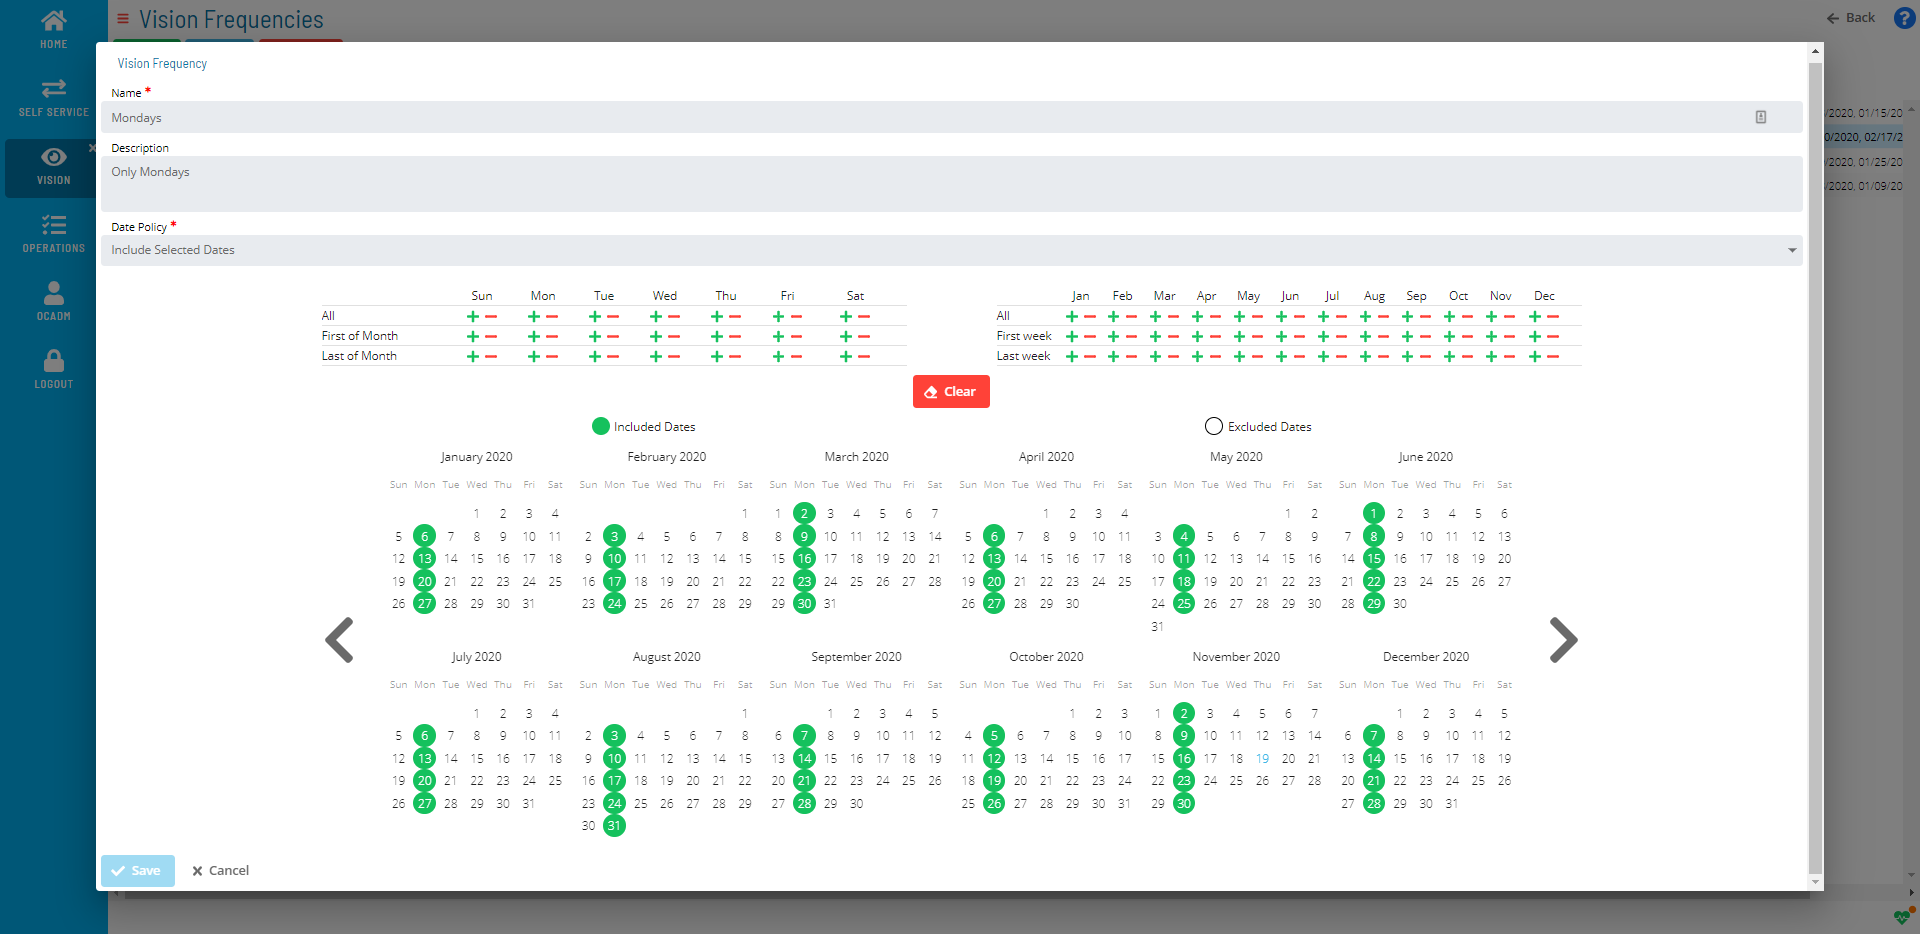 Vision Frequencies
Back
?
HOME
SELF SERVICE
VISION
OPERATIONS
OCADM
LOGOUT
Vision Frequency
Name *
Mondays
Description
Only Mondays
Date Policy *
Include Selected Dates
/2020, 01/15/20
0/2020, 02/17/2
/2020, 01/25/20
/2020, 01/09/20
Sun Mon Tue Wed Thu Fri Sat
All
First of Month
Last of Month
Jan Feb Mar Apr May Jun Jul Aug Sep Oct Nov Dec
All
First week
Last week
Clear
Included Dates
Excluded Dates
January 2020
Sun Mon Tue Wed Thu Fri Sat
1 2 3 4
5 6 7 8 9 10 11
12 13 14 15 16 17 18
19 20 21 22 23 24 25
26 27 28 29 30 31
February 2020
Sun Mon Tue Wed Thu Fri Sat
1
2 3 4 5 6 7 8
9 10 11 12 13 14 15
16 17 18 19 20 21 22
23 24 25 26 27 28 29
March 2020
Sun Mon Tue Wed Thu Fri Sat
1 2 3 4 5 6 7
8 9 10 11 12 13 14
15 16 17 18 19 20 21
22 23 24 25 26 27 28
29 30 31
April 2020
Sun Mon Tue Wed Thu Fri Sat
1 2 3 4
5 6 7 8 9 10 11
12 13 14 15 16 17 18
19 20 21 22 23 24 25
26 27 28 29 30
May 2020
Sun Mon Tue Wed Thu Fri Sat
1 2
3 4 5 6 7 8 9
10 11 12 13 14 15 16
17 18 19 20 21 22 23
24 25 26 27 28 29 30
31
June 2020
Sun Mon Tue Wed Thu Fri Sat
1 2 3 4 5 6
7 8 9 10 11 12 13
14 15 16 17 18 19 20
21 22 23 24 25 26 27
28 29 30
July 2020
Sun Mon Tue Wed Thu Fri Sat
1 2 3 4
5 6 7 8 9 10 11
12 13 14 15 16 17 18
19 20 21 22 23 24 25
26 27 28 29 30 31
August 2020
Sun Mon Tue Wed Thu Fri Sat
1
2 3 4 5 6 7 8
9 10 11 12 13 14 15
16 17 18 19 20 21 22
23 24 25 26 27 28 29
30 31
September 2020
Sun Mon Tue Wed Thu Fri Sat
1 2 3 4 5
6 7 8 9 10 11 12
13 14 15 16 17 18 19
20 21 22 23 24 25 26
27 28 29 30
October 2020
Sun Mon Tue Wed Thu Fri Sat
1 2 3
4 5 6 7 8 9 10
11 12 13 14 15 16 17
18 19 20 21 22 23 24
25 26 27 28 29 30 31
November 2020
Sun Mon Tue Wed Thu Fri Sat
1 2 3 4 5 6 7
8 9 10 11 12 13 14
15 16 17 18 19 20 21
22 23 24 25 26 27 28
29 30
December 2020
Sun Mon Tue Wed Thu Fri Sat
1 2 3 4 5
6 7 8 9 10 11 12
13 14 15 16 17 18 19
20 21 22 23 24 25 26
27 28 29 30 31
Save
Cancel